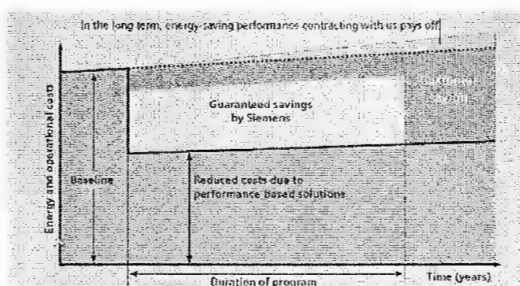 In the long term, energy-saving performance contracting with us pays off
Energy and operational costs
Guaranteed savings
by Siemens
Baseline
Reduced costs due to
performance based solutions
Duration of program
Time (years)